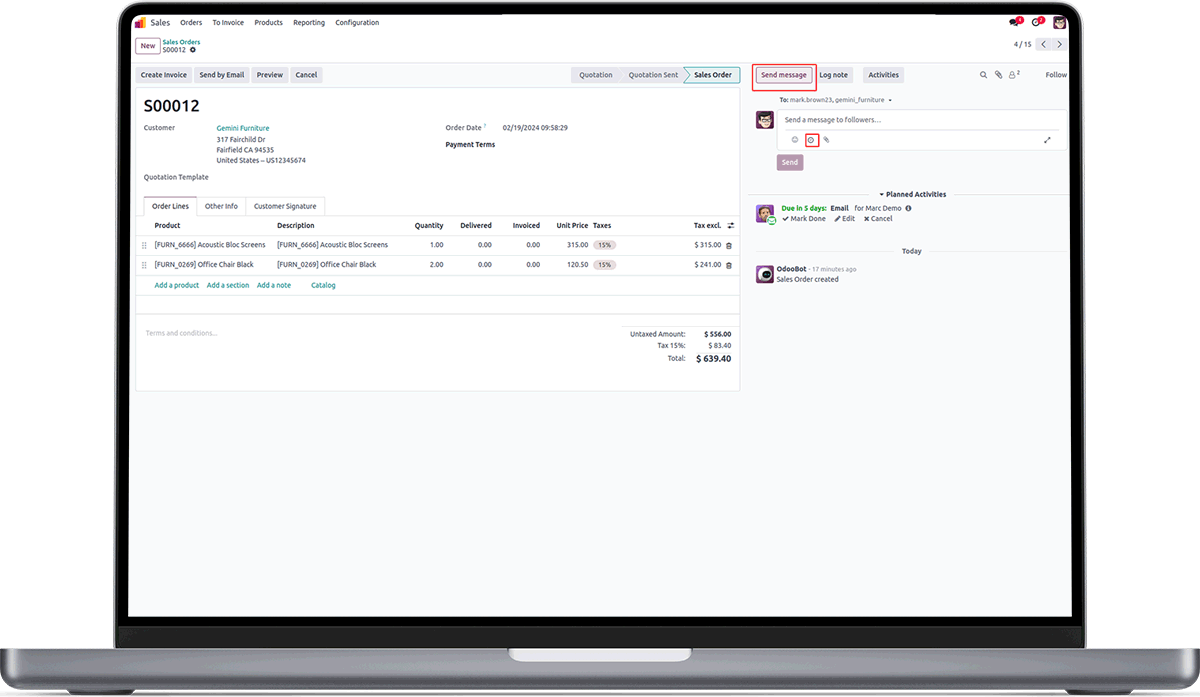 Sales Orders To Invoice Products Reporting Configuration 4 2
New Sales Orders
S00012 4 / 15
Create Invoice Send by Email Preview Cancel Quotation Quotation Sent Sales Order Send message Log note Activities 2 Follow
S00012
To: mark.brown23, gemini_furniture
Send a message to followers...
Customer Gemini Furniture Order Date ? 02/19/2024 09:58:29
317 Fairchild Dr
Fairfield CA 94535 Payment Terms
United States – US12345674
Send
Quotation Template
Planned Activities
Order Lines Other Info Customer Signature
Due in 5 days: Email for Marc Demo
Mark Done Edit Cancel
Product Description Quantity Delivered Invoiced Unit Price Taxes Tax excl.
[FURN_6666] Acoustic Bloc Screens [FURN_6666] Acoustic Bloc Screens 1.00 0.00 0.00 315.00 15% $ 315.00
Today
[FURN_0269] Office Chair Black [FURN_0269] Office Chair Black 2.00 0.00 0.00 120.50 15% $ 241.00
OdooBot - 17 minutes ago
Sales Order created
Add a product Add a section Add a note Catalog
Terms and conditions...
Untaxed Amount: $ 556.00
Tax 15%: $ 83.40
Total: $ 639.40